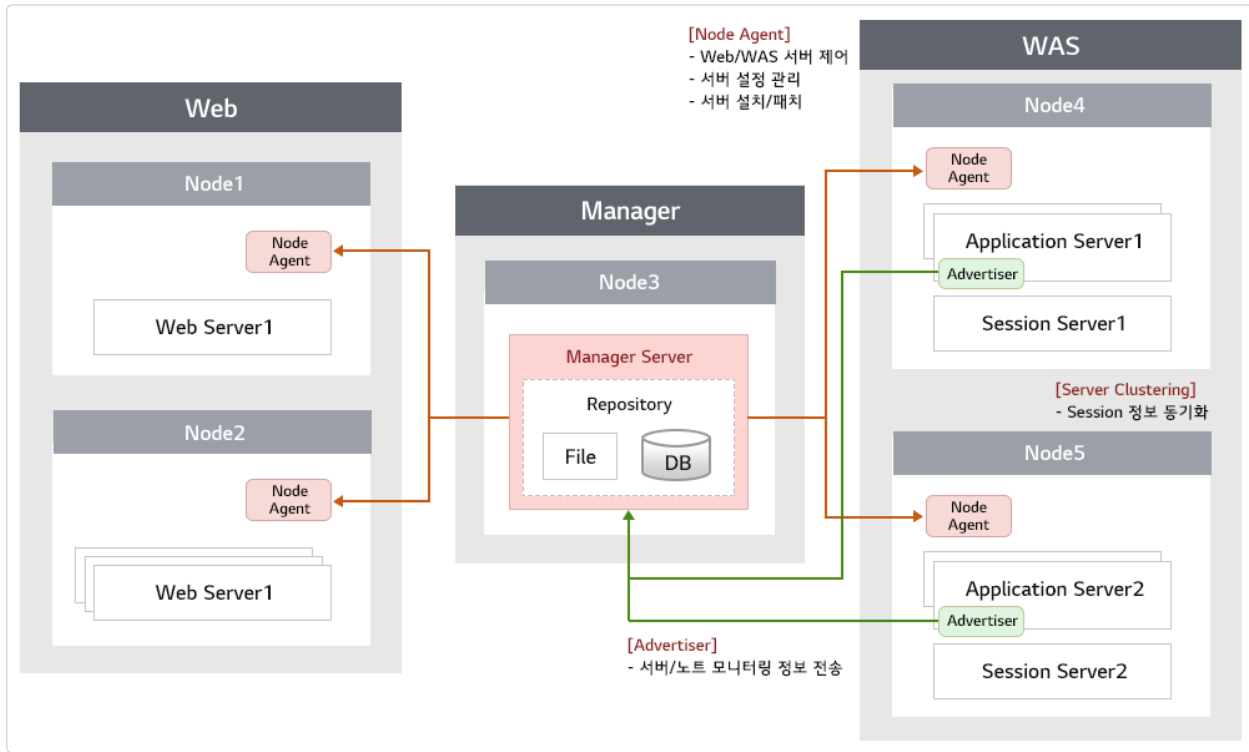 [Node Agent]
- Web/WAS 서버 제어
- 서버 설정 관리
- 서버 설치/패치
Web
Node1
Node
Agent
Web Server1
Node2
Node
Agent
Web Server1
Manager
Node3
Manager Server
Repository
File
DB
[Advertiser]
- 서버/노트 모니터링 정보 전송
WAS
Node4
Node
Agent
Application Server1
Advertiser
Session Server1
[Server Clustering]
- Session 정보 동기화
Node5
Node
Agent
Application Server2
Advertiser
Session Server2